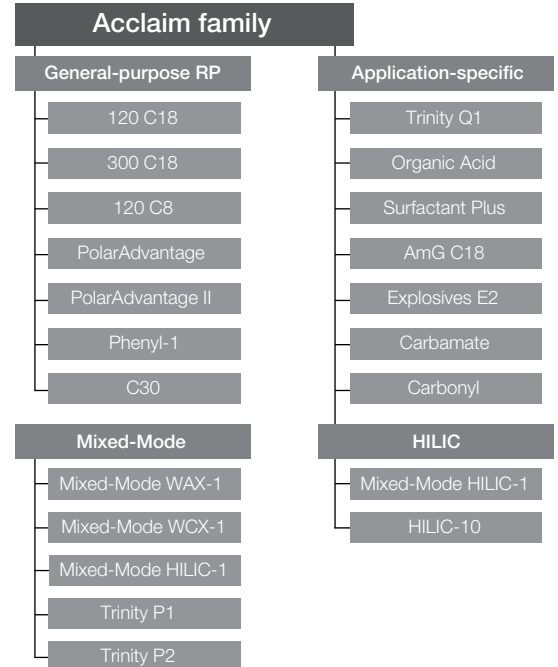 Acclaim family
General-purpose RP
120 C18
300 C18
120 C8
PolarAdvantage
PolarAdvantage II
Phenyl-1
C30
Mixed-Mode
Mixed-Mode WAX-1
Mixed-Mode WCX-1
Mixed-Mode HILIC-1
Trinity P1
Trinity P2
Application-specific
Trinity Q1
Organic Acid
Surfactant Plus
AmG C18
Explosives E2
Carbamate
Carbonyl
HILIC
Mixed-Mode HILIC-1
HILIC-10